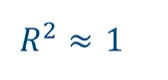 R² ≈ 1